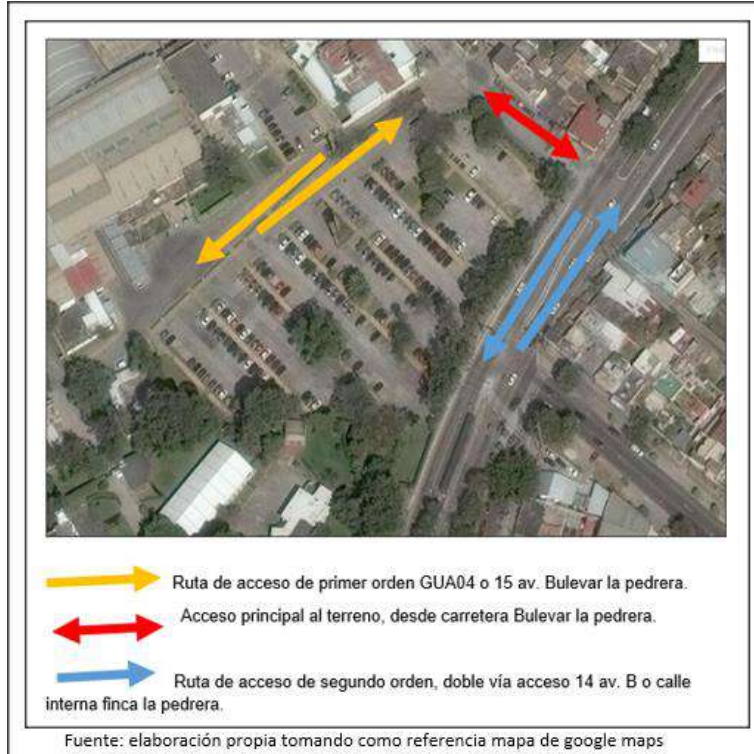 Ruta de acceso de primer orden GUA04 o 15 av. Bulevar la pedrera.
Acceso principal al terreno, desde carretera Bulevar la pedrera.
Ruta de acceso de segundo orden, doble vía acceso 14 av. B o calle
interna finca la pedrera.
Fuente: elaboración propia tomando como referencia mapa de google maps